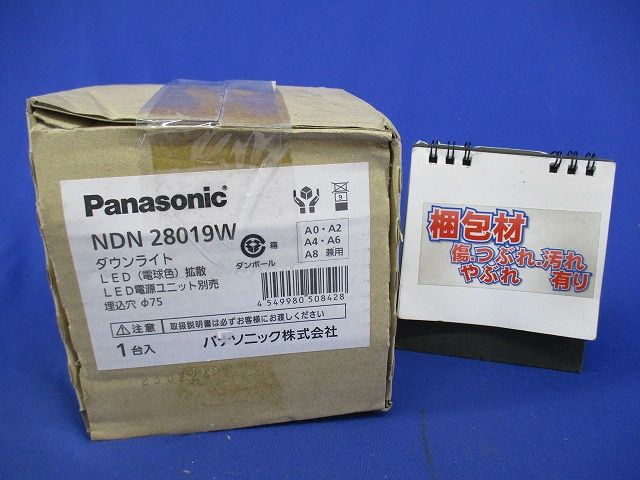 Panasonic
NDN 28019W
ダウンライト
LED（電球色）拡散
LED電源ユニット別売
埋込穴 φ75
箱
ダンボール
9
A0・A2
A4・A6
A8 兼用
4 549980 508428
⚠注意 取扱説明書は必ずお客様にお渡しください
1台入
パナソニック株式会社
梱包材
傷・つぶれ・汚れ
やぶれ 有り